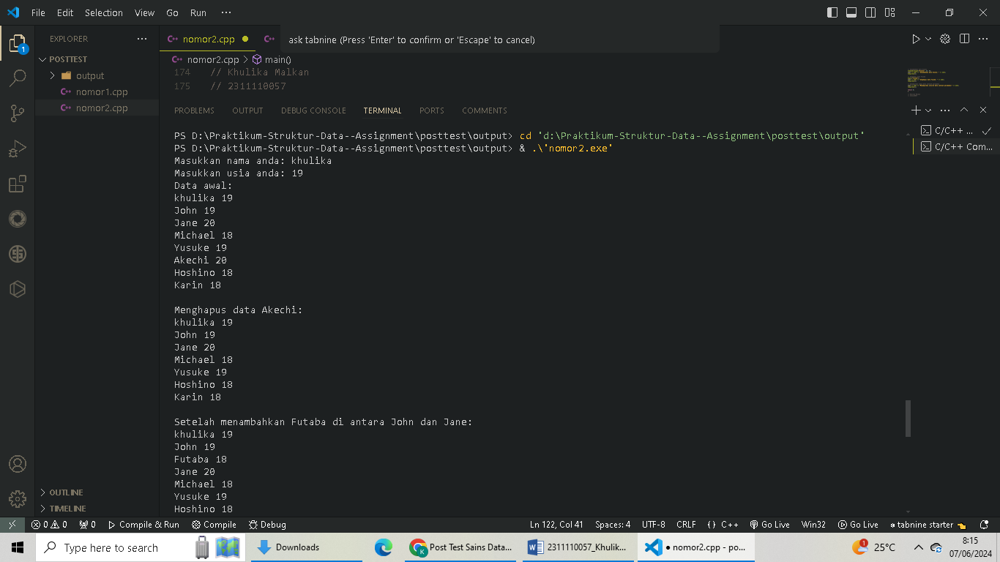 File Edit Selection View Go Run ···
EXPLORER ···
nomor2.cpp
ask tabnine (Press 'Enter' to confirm or 'Escape' to cancel)
POSTTEST
nomor2.cpp > main()
output
174 // Khulika Malkan
nomor1.cpp
175 // 2311110057
nomor2.cpp
PROBLEMS OUTPUT DEBUG CONSOLE TERMINAL PORTS COMMENTS
PS D:\Praktikum-Struktur-Data--Assignment\posttest\output> cd 'd:\Praktikum-Struktur-Data--Assignment\posttest\output'
PS D:\Praktikum-Struktur-Data--Assignment\posttest\output> & .\'nomor2.exe'
C/C++ ...
C/C++ Com...
Masukkan nama anda: khulika
Masukkan usia anda: 19
Data awal:
khulika 19
John 19
Jane 20
Michael 18
Yusuke 19
Akechi 20
Hoshino 18
Karin 18
Menghapus data Akechi:
khulika 19
John 19
Jane 20
Michael 18
Yusuke 19
Hoshino 18
Karin 18
Setelah menambahkan Futaba di antara John dan Jane:
khulika 19
John 19
Futaba 18
Jane 20
Michael 18
Yusuke 19
Hoshino 18
OUTLINE
TIMELINE
1
0 0 0 Compile & Run Compile Debug
Ln 122, Col 41 Spaces: 4 UTF-8 CRLF {} C++ Go Live Win32 Go Live tabnine starter
Type here to search
Downloads
Post Test Sains Data...
2311110057_Khulik...
● nomor2.cpp - po...
1
25°C
8:15
07/06/2024